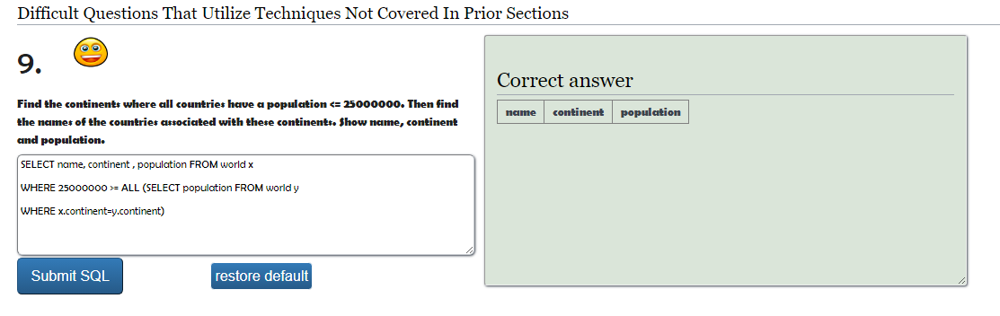 Difficult Questions That Utilize Techniques Not Covered In Prior Sections
9.
Find the continents where all countries have a population <= 25000000. Then find
the names of the countries associated with these continents. Show name, continent
and population.
SELECT name, continent , population FROM world x
WHERE 25000000 >= ALL (SELECT population FROM world y
WHERE x.continent=y.continent)
Submit SQL
restore default
Correct answer
name continent population